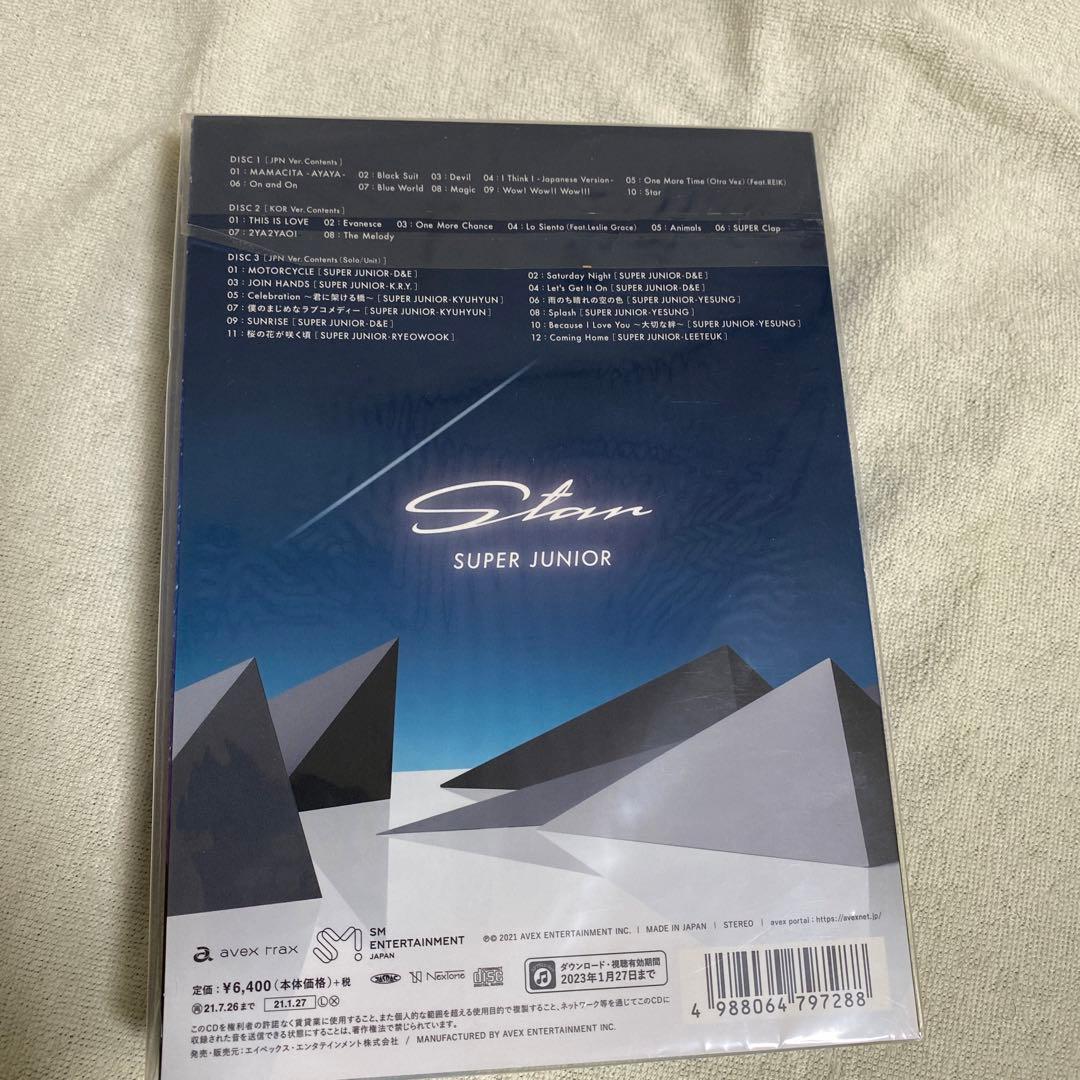 DISC 1 [ JPN Ver. Contents ]
01 : MAMACITA -AYAYA- 02 : Black Suit 03 : Devil 04 : I Think I -Japanese Version- 05 : One More Time (Otra Vez) (Feat.REIK)
06 : On and On 07 : Blue World 08 : Magic 09 : Wow! Wow!! Wow!!! 10 : Star
DISC 2 [ KOR Ver. Contents ]
01 : THIS IS LOVE 02 : Evanesce 03 : One More Chance 04 : Lo Siento (Feat.Leslie Grace) 05 : Animals 06 : SUPER Clap
07 : 2YA2YAO! 08 : The Melody
DISC 3 [ JPN Ver. Contents (Solo/Unit) ]
01 : MOTORCYCLE [ SUPER JUNIOR-D&E ] 02 : Saturday Night [ SUPER JUNIOR-D&E ]
03 : JOIN HANDS [ SUPER JUNIOR-K.R.Y. ] 04 : Let's Get It On [ SUPER JUNIOR-D&E ]
05 : Celebration ～君に架ける橋～ [ SUPER JUNIOR-KYUHYUN ] 06 : 雨のち晴れの空の色 [ SUPER JUNIOR-YESUNG ]
07 : 僕のまじめなラブコメディー [ SUPER JUNIOR-KYUHYUN ] 08 : Splash [ SUPER JUNIOR-YESUNG ]
09 : SUNRISE [ SUPER JUNIOR-D&E ] 10 : Because I Love You ～大切な絆～ [ SUPER JUNIOR-YESUNG ]
11 : 桜の花が咲く頃 [ SUPER JUNIOR-RYEOWOOK ] 12 : Coming Home [ SUPER JUNIOR-LEETEUK ]
Star
SUPER JUNIOR
avex trax SM ENTERTAINMENT JAPAN
℗© 2021 AVEX ENTERTAINMENT INC. | MADE IN JAPAN | STEREO | avex portal : https://avexnet.jp/
定価 : ¥6,400 (本体価格)+税 JASRAC NexTone disc DIGITAL AUDIO
ダウンロード・視聴有効期間
2023年1月27日まで
再 21.7.26まで 21.1.27 Ⓛ Ⓧ
4 988064 797288
このCDを権利者の許諾なく賃貸業に使用すること、また個人的な範囲を超える使用目的で複製すること、ネットワーク等を通じてこのCDに
収録された音を送信できる状態にすることは、著作権法で禁じられています。
発売・販売元：エイベックス・エンタテインメント株式会社 / MANUFACTURED BY AVEX ENTERTAINMENT INC.